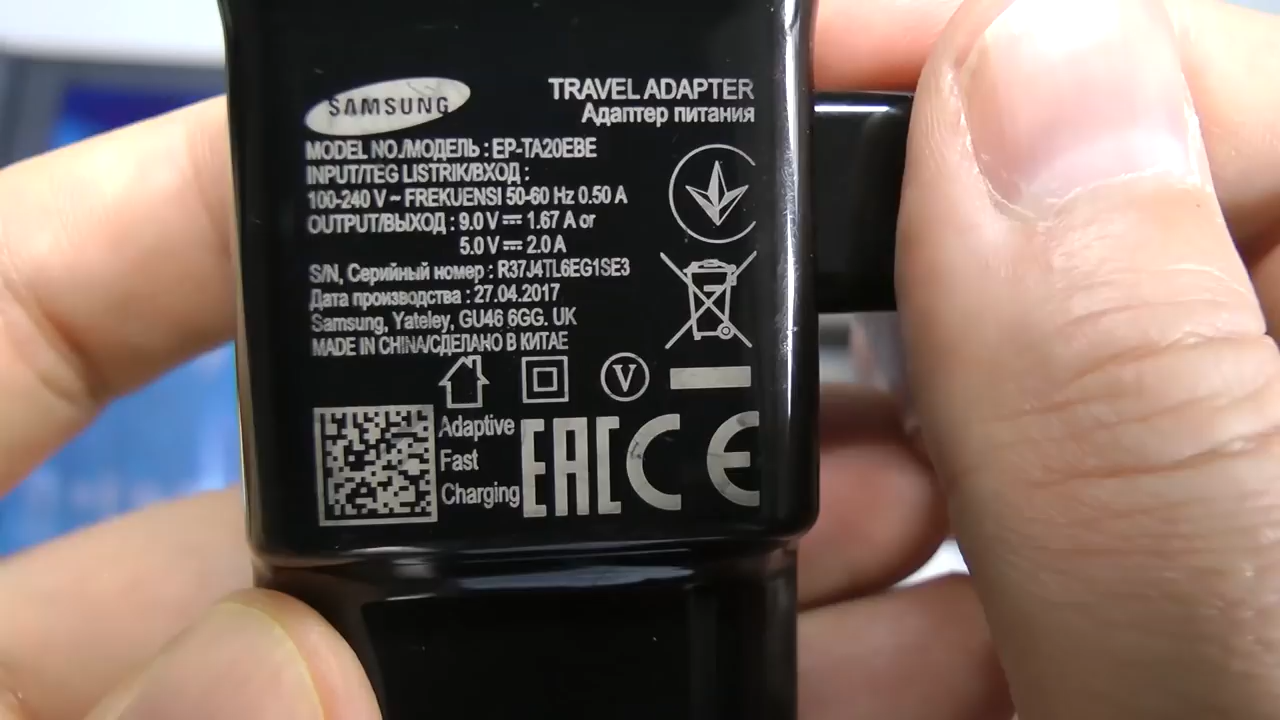 SAMSUNG
TRAVEL ADAPTER
Адаптер питания
MODEL NO./МОДЕЛЬ : EP-TA20EBE
INPUT/TEG LISTRIK/ВХОД :
100-240 V ~ FREKUENSI 50-60 Hz 0.50 A
OUTPUT/ВЫХОД : 9.0 V ⎓ 1.67 A or
5.0 V ⎓ 2.0 A
S/N, Серийный номер : R37J4TL6EG1SE3
Дата производства : 27.04.2017
Samsung, Yateley, GU46 6GG. UK
MADE IN CHINA/СДЕЛАНО В КИТАЕ
V
Adaptive
Fast
Charging
EAC CE